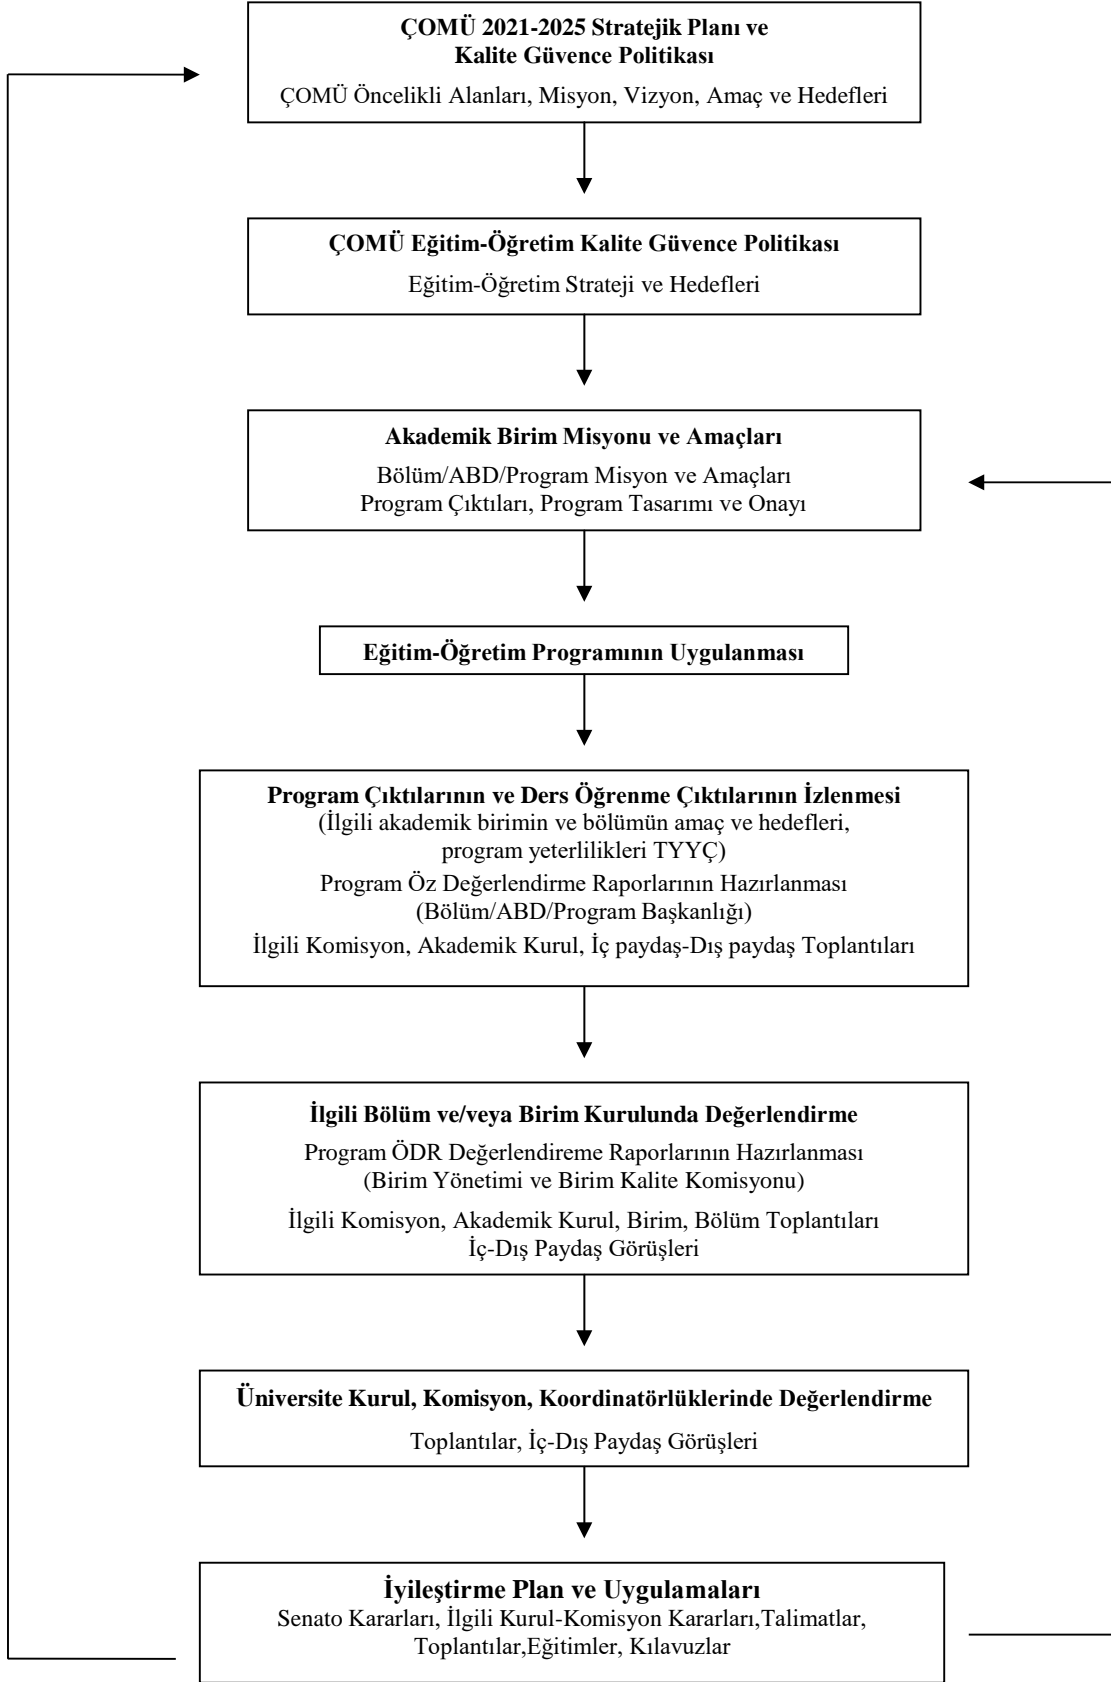 ÇOMÜ 2021-2025 Stratejik Planı ve
Kalite Güvence Politikası
ÇOMÜ Öncelikli Alanları, Misyon, Vizyon, Amaç ve Hedefleri
ÇOMÜ Eğitim-Öğretim Kalite Güvence Politikası
Eğitim-Öğretim Strateji ve Hedefleri
Akademik Birim Misyonu ve Amaçları
Bölüm/ABD/Program Misyon ve Amaçları
Program Çıktıları, Program Tasarımı ve Onayı
Eğitim-Öğretim Programının Uygulanması
Program Çıktılarının ve Ders Öğrenme Çıktılarının İzlenmesi
(İlgili akademik birimin ve bölümün amaç ve hedefleri,
program yeterlilikleri TYYÇ)
Program Öz Değerlendirme Raporlarının Hazırlanması
(Bölüm/ABD/Program Başkanlığı)
İlgili Komisyon, Akademik Kurul, İç paydaş-Dış paydaş Toplantıları
İlgili Bölüm ve/veya Birim Kurulunda Değerlendirme
Program ÖDR Değerlendireme Raporlarının Hazırlanması
(Birim Yönetimi ve Birim Kalite Komisyonu)
İlgili Komisyon, Akademik Kurul, Birim, Bölüm Toplantıları
İç-Dış Paydaş Görüşleri
Üniversite Kurul, Komisyon, Koordinatörlüklerinde Değerlendirme
Toplantılar, İç-Dış Paydaş Görüşleri
İyileştirme Plan ve Uygulamaları
Senato Kararları, İlgili Kurul-Komisyon Kararları,Talimatlar,
Toplantılar,Eğitimler, Kılavuzlar